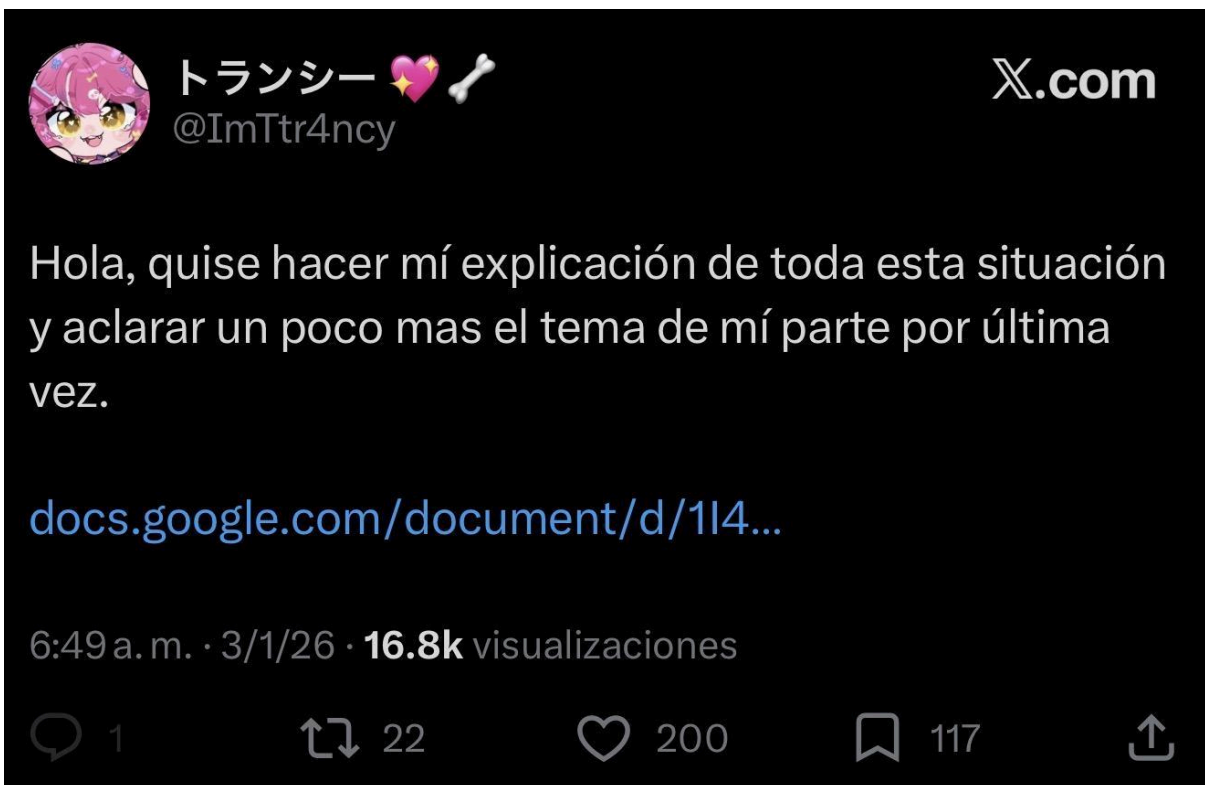 トランシー 💖🦴
𝕏.com
@ImTtr4ncy
Hola, quise hacer mí explicación de toda esta situación
y aclarar un poco mas el tema de mí parte por última
vez.
docs.google.com/document/d/1I4...
6:49 a. m. · 3/1/26 · 16.8k visualizaciones
1 22 200 117